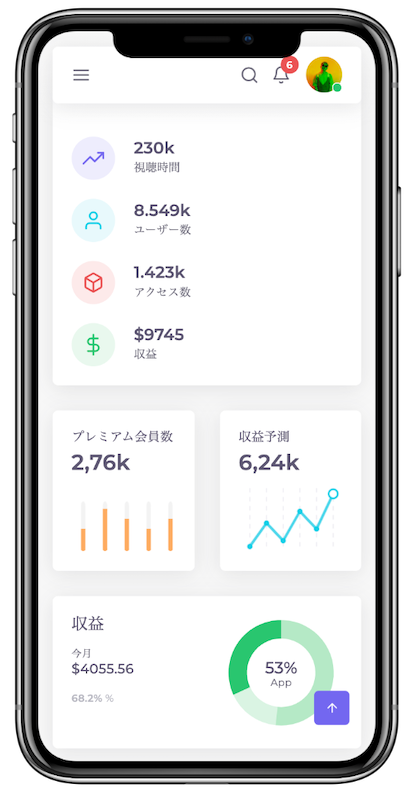 6
230k
視聴時間
8.549k
ユーザー数
1.423k
アクセス数
$9745
収益
プレミアム会員数
2,76k
収益予測
6,24k
収益
今月
$4055.56
68.2% %
53%
App